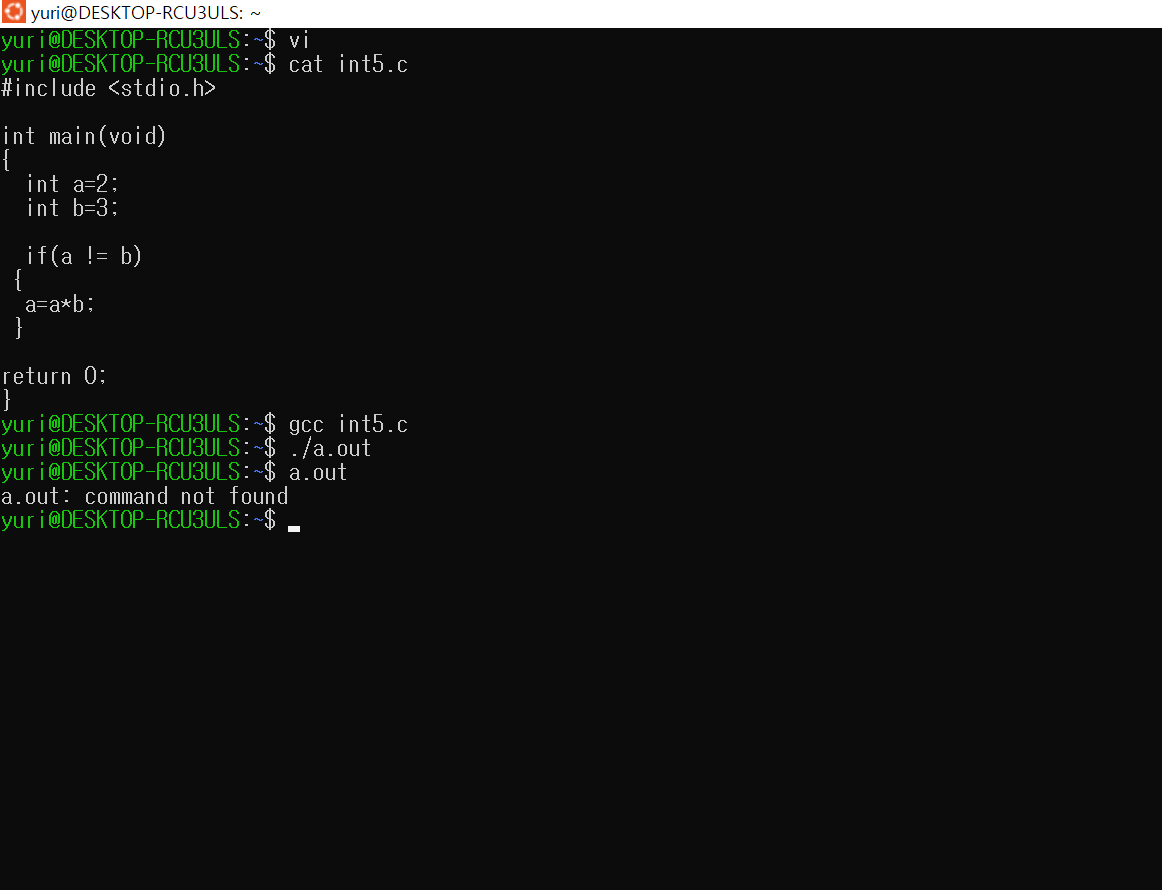 yuri@DESKTOP-RCU3ULS: ~
yuri@DESKTOP-RCU3ULS:~$ vi
yuri@DESKTOP-RCU3ULS:~$ cat int5.c
#include <stdio.h>
int main(void)
{
  int a=2;
  int b=3;
  if(a != b)
 {
  a=a*b;
 }
return 0;
}
yuri@DESKTOP-RCU3ULS:~$ gcc int5.c
yuri@DESKTOP-RCU3ULS:~$ ./a.out
yuri@DESKTOP-RCU3ULS:~$ a.out
a.out: command not found
yuri@DESKTOP-RCU3ULS:~$